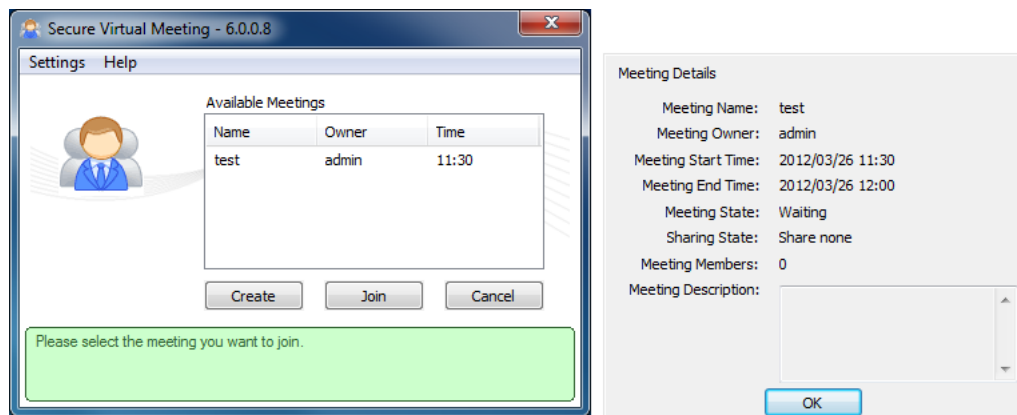 Secure Virtual Meeting - 6.0.0.8
Settings Help
Available Meetings
Name Owner Time
test admin 11:30
Create Join Cancel
Please select the meeting you want to join.
Meeting Details
Meeting Name: test
Meeting Owner: admin
Meeting Start Time: 2012/03/26 11:30
Meeting End Time: 2012/03/26 12:00
Meeting State: Waiting
Sharing State: Share none
Meeting Members: 0
Meeting Description:
OK